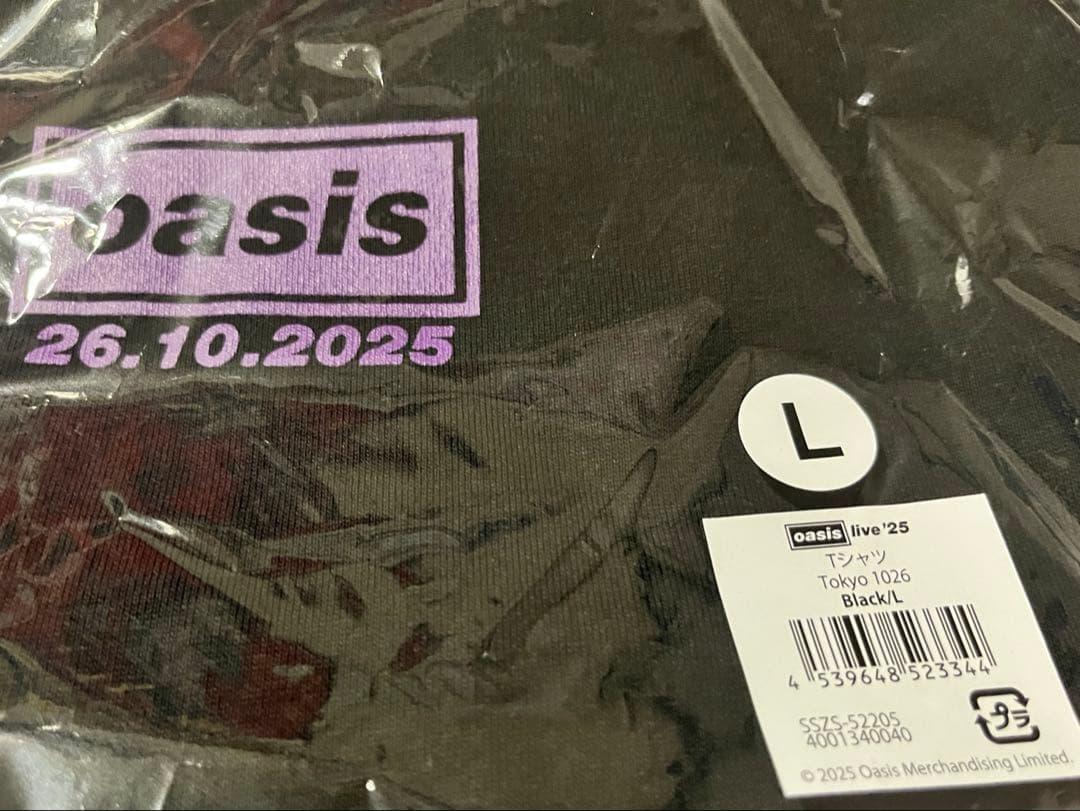 oasis
26.10.2025
L
oasis live '25
Tシャツ
Tokyo 1026
Black/L
4 539648 523344
SSZS-52205
4001340040
プラ
© 2025 Oasis Merchandising Limited.